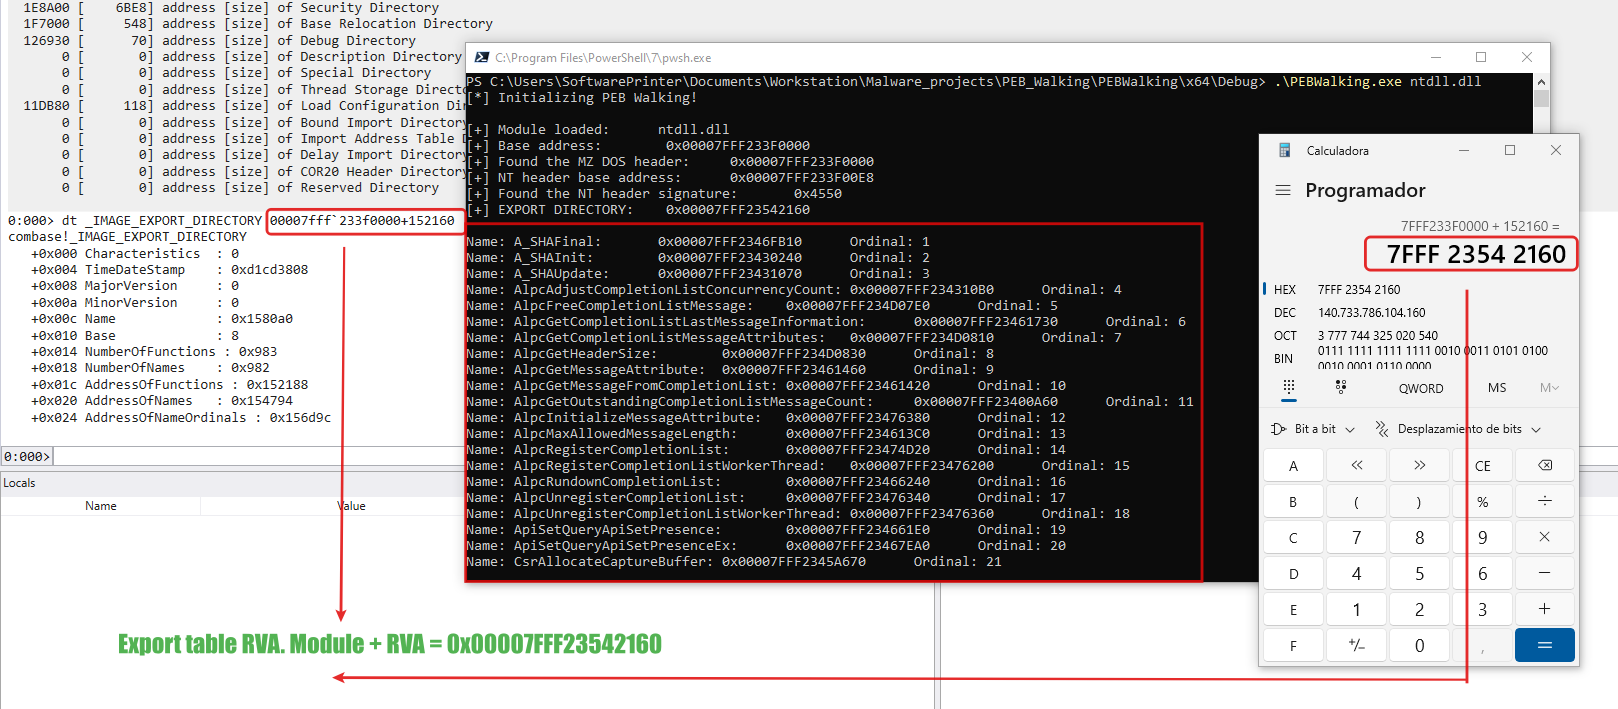 1E8A00 [    6BE8] address [size] of Security Directory
1F7000 [     548] address [size] of Base Relocation Directory
126930 [      70] address [size] of Debug Directory
0 [       0] address [size] of Description Directory
0 [       0] address [size] of Special Directory
0 [       0] address [size] of Thread Storage Directo
11DB80 [     118] address [size] of Load Configuration Di
0 [       0] address [size] of Bound Import Directory
0 [       0] address [size] of Import Address Table
0 [       0] address [size] of Delay Import Directory
0 [       0] address [size] of COR20 Header Directory
0 [       0] address [size] of Reserved Directory
0:000> dt _IMAGE_EXPORT_DIRECTORY 00007fff`233f0000+152160
combase!_IMAGE_EXPORT_DIRECTORY
+0x000 Characteristics  : 0
+0x004 TimeDateStamp    : 0xd1cd3808
+0x008 MajorVersion     : 0
+0x00a MinorVersion     : 0
+0x00c Name             : 0x1580a0
+0x010 Base             : 8
+0x014 NumberOfFunctions : 0x983
+0x018 NumberOfNames    : 0x982
+0x01c AddressOfFunctions : 0x152188
+0x020 AddressOfNames   : 0x154794
+0x024 AddressOfNameOrdinals : 0x156d9c
0:000>
Locals
Name Value
Export table RVA. Module + RVA = 0x00007FFF23542160
C:\Program Files\PowerShell\7\pwsh.exe
PS C:\Users\SoftwarePrinter\Documents\Workstation\Malware_projects\PEB_Walking\PEBWalking\x64\Debug> .\PEBWalking.exe ntdll.dll
[*] Initializing PEB Walking!
[+] Module loaded:      ntdll.dll
[+] Base address:       0x00007FFF233F0000
[+] Found the MZ DOS header:     0x00007FFF233F0000
[+] NT header base address:      0x00007FFF233F00E8
[+] Found the NT header signature:       0x4550
[+] EXPORT DIRECTORY:    0x00007FFF23542160
Name: A_SHAFinal:       0x00007FFF2346FB10      Ordinal: 1
Name: A_SHAInit:        0x00007FFF23430240      Ordinal: 2
Name: A_SHAUpdate:      0x00007FFF23431070      Ordinal: 3
Name: AlpcAdjustCompletionListConcurrencyCount: 0x00007FFF234310B0      Ordinal: 4
Name: AlpcFreeCompletionListMessage:    0x00007FFF234D07E0      Ordinal: 5
Name: AlpcGetCompletionListLastMessageInformation:      0x00007FFF23461730      Ordinal: 6
Name: AlpcGetCompletionListMessageAttributes:   0x00007FFF234D0810      Ordinal: 7
Name: AlpcGetHeaderSize:        0x00007FFF234D0830      Ordinal: 8
Name: AlpcGetMessageAttribute:  0x00007FFF23461460      Ordinal: 9
Name: AlpcGetMessageFromCompletionList: 0x00007FFF23461420      Ordinal: 10
Name: AlpcGetOutstandingCompletionListMessageCount:     0x00007FFF23400A60      Ordinal: 11
Name: AlpcInitializeMessageAttribute:   0x00007FFF23476380      Ordinal: 12
Name: AlpcMaxAllowedMessageLength:      0x00007FFF234613C0      Ordinal: 13
Name: AlpcRegisterCompletionList:       0x00007FFF23474D20      Ordinal: 14
Name: AlpcRegisterCompletionListWorkerThread:   0x00007FFF23476200      Ordinal: 15
Name: AlpcRundownCompletionList:        0x00007FFF23466240      Ordinal: 16
Name: AlpcUnregisterCompletionList:     0x00007FFF23476340      Ordinal: 17
Name: AlpcUnregisterCompletionListWorkerThread: 0x00007FFF23476360      Ordinal: 18
Name: ApiSetQueryApiSetPresence:        0x00007FFF234661E0      Ordinal: 19
Name: ApiSetQueryApiSetPresenceEx:      0x00007FFF23467EA0      Ordinal: 20
Name: CsrAllocateCaptureBuffer: 0x00007FFF2345A670      Ordinal: 21
Calculadora
Programador
7FFF233F0000 + 152160 =
7FFF 2354 2160
HEX 7FFF 2354 2160
DEC 140.733.786.104.160
OCT 3 777 744 325 020 540
BIN 0111 1111 1111 1111 0010 0011 0101 0100
0010 0001 0110 0000
QWORD MS M
Bit a bit Desplazamiento de bits
A « » CE
B ( ) % ÷
C 7 8 9 ×
D 4 5 6 −
E 1 2 3 +
F +/− 0 , =